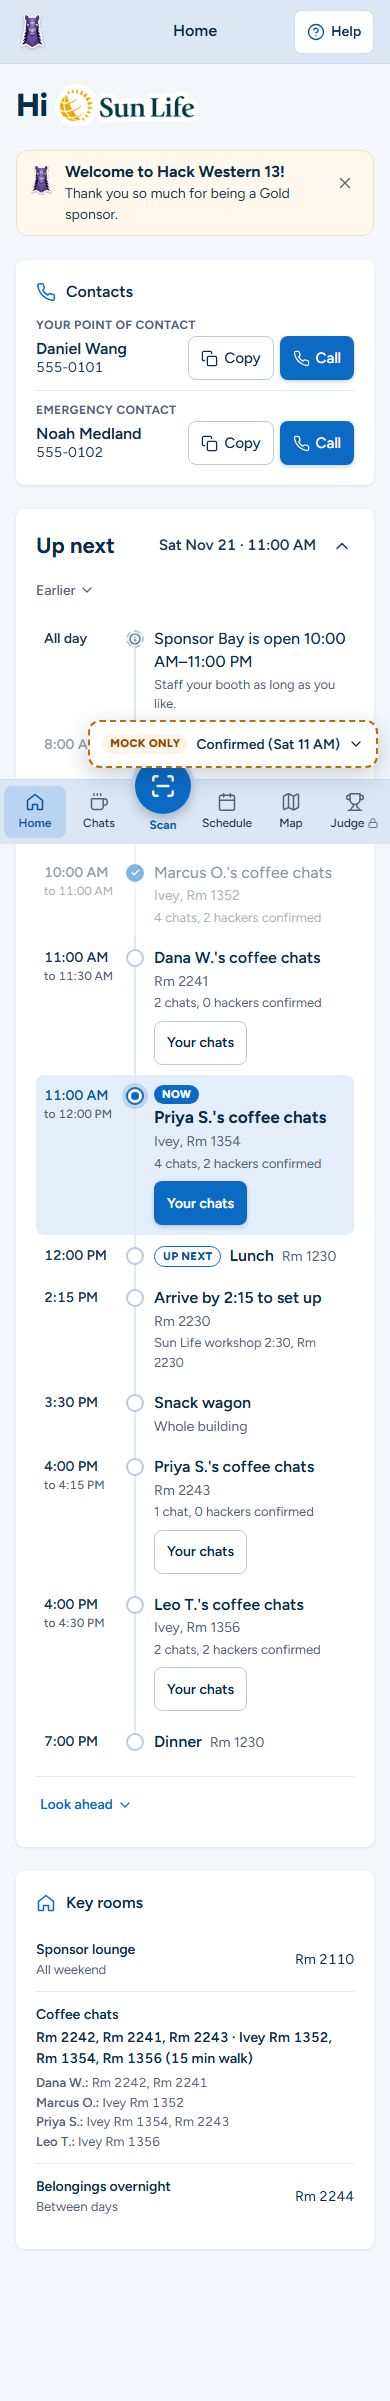 Home
Help
Hi Sun Life
Welcome to Hack Western 13!
Thank you so much for being a Gold
sponsor.
Contacts
YOUR POINT OF CONTACT
Daniel Wang
555-0101
Copy
Call
EMERGENCY CONTACT
Noah Medland
555-0102
Copy
Call
Up next
Sat Nov 21 · 11:00 AM
Earlier
All day
Sponsor Bay is open 10:00
AM–11:00 PM
Staff your booth as long as you
like.
8:00 A
MOCK ONLY
Confirmed (Sat 11 AM)
Home
Chats
Scan
Schedule
Map
Judge
10:00 AM
to 11:00 AM
Marcus O.'s coffee chats
Ivey, Rm 1352
4 chats, 2 hackers confirmed
11:00 AM
to 11:30 AM
Dana W.'s coffee chats
Rm 2241
2 chats, 0 hackers confirmed
Your chats
11:00 AM
to 12:00 PM
NOW
Priya S.'s coffee chats
Ivey, Rm 1354
4 chats, 2 hackers confirmed
Your chats
12:00 PM
UP NEXT
Lunch Rm 1230
2:15 PM
Arrive by 2:15 to set up
Rm 2230
Sun Life workshop 2:30, Rm
2230
3:30 PM
Snack wagon
Whole building
4:00 PM
to 4:15 PM
Priya S.'s coffee chats
Rm 2243
1 chat, 0 hackers confirmed
Your chats
4:00 PM
to 4:30 PM
Leo T.'s coffee chats
Ivey, Rm 1356
2 chats, 2 hackers confirmed
Your chats
7:00 PM
Dinner Rm 1230
Look ahead
Key rooms
Sponsor lounge
All weekend
Rm 2110
Coffee chats
Rm 2242, Rm 2241, Rm 2243 · Ivey Rm 1352,
Rm 1354, Rm 1356 (15 min walk)
Dana W.: Rm 2242, Rm 2241
Marcus O.: Ivey Rm 1352
Priya S.: Ivey Rm 1354, Rm 2243
Leo T.: Ivey Rm 1356
Belongings overnight
Between days
Rm 2244